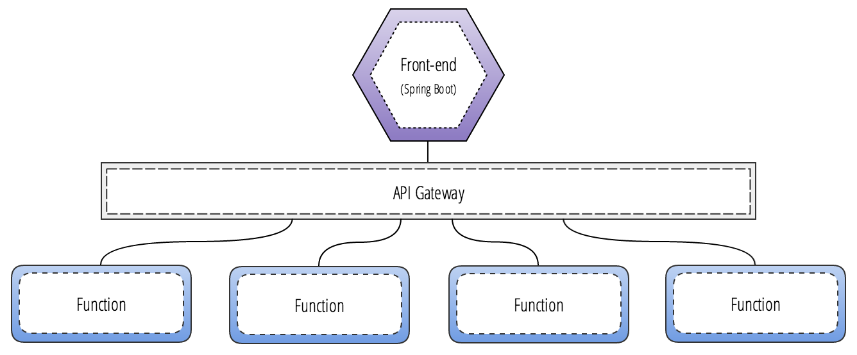 Front-end
(Spring Boot)
API Gateway
Function
Function
Function
Function